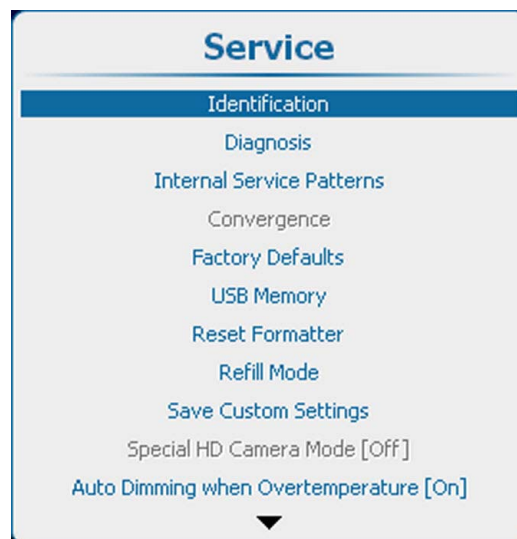 Service
Identification
Diagnosis
Internal Service Patterns
Convergence
Factory Defaults
USB Memory
Reset Formatter
Refill Mode
Save Custom Settings
Special HD Camera Mode [Off]
Auto Dimming when Overtemperature [On]